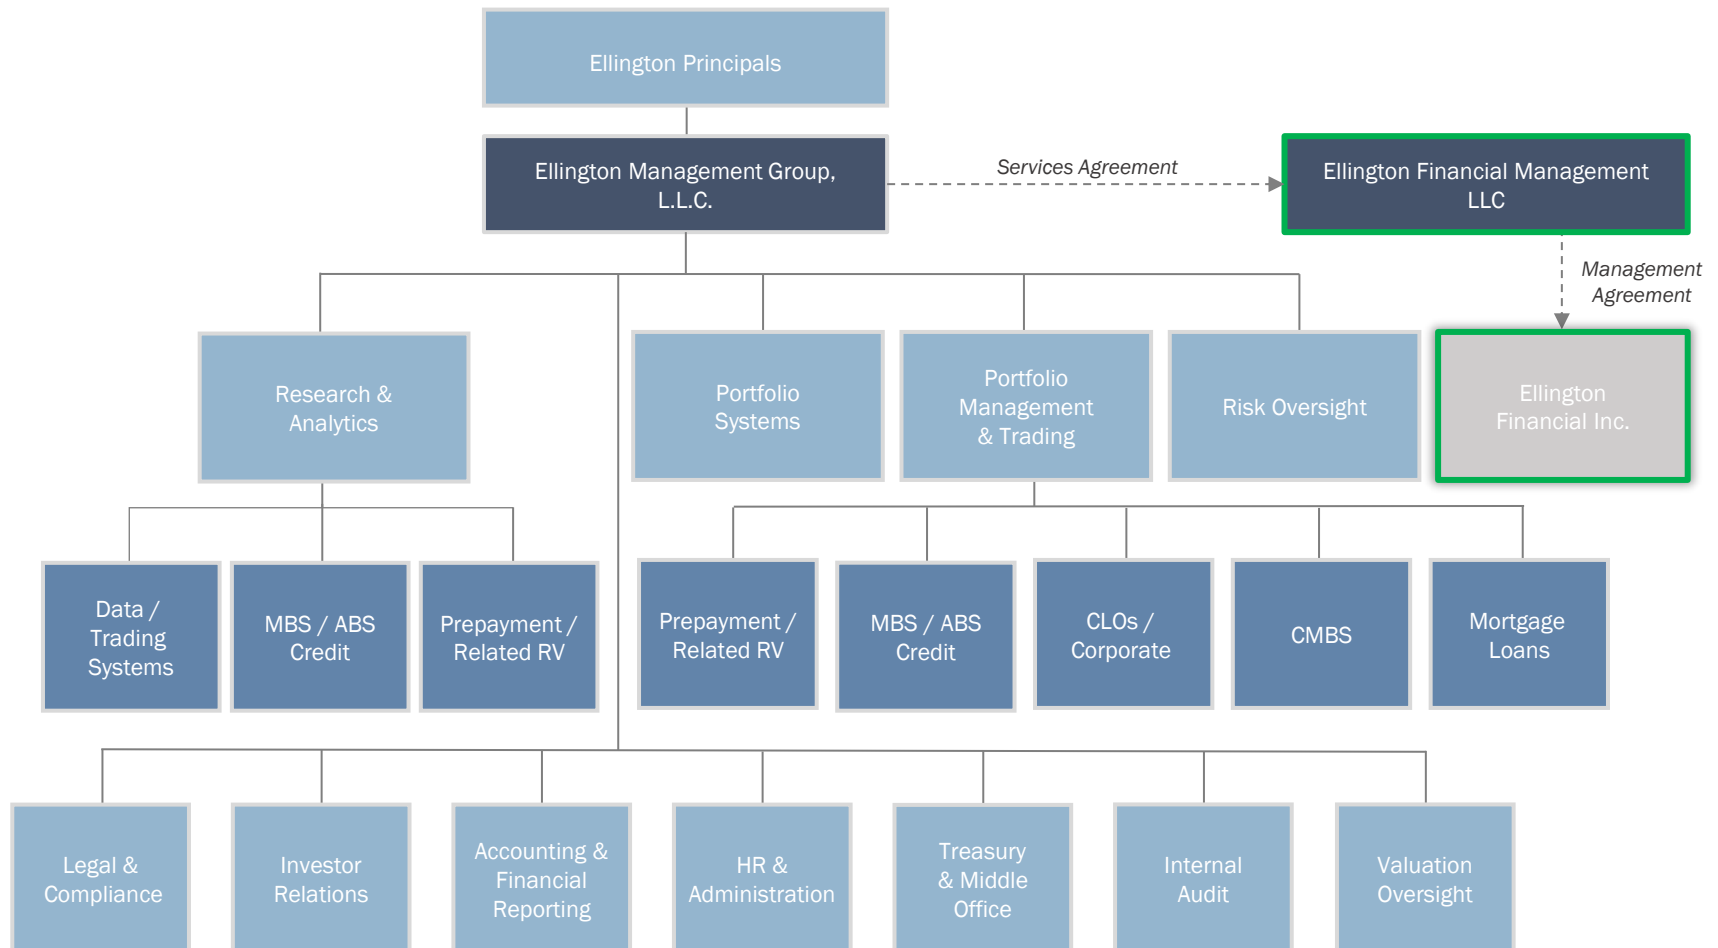 Ellington Principals
Ellington Management Group,
L.L.C.
Services Agreement
Ellington Financial Management
LLC
Management
Agreement
Research &
Analytics
Portfolio
Systems
Portfolio
Management
& Trading
Risk Oversight
Ellington
Financial Inc.
Data /
Trading
Systems
MBS / ABS
Credit
Prepayment /
Related RV
Prepayment /
Related RV
MBS / ABS
Credit
CLOs /
Corporate
CMBS
Mortgage
Loans
Legal &
Compliance
Investor
Relations
Accounting &
Financial
Reporting
HR &
Administration
Treasury
& Middle
Office
Internal
Audit
Valuation
Oversight